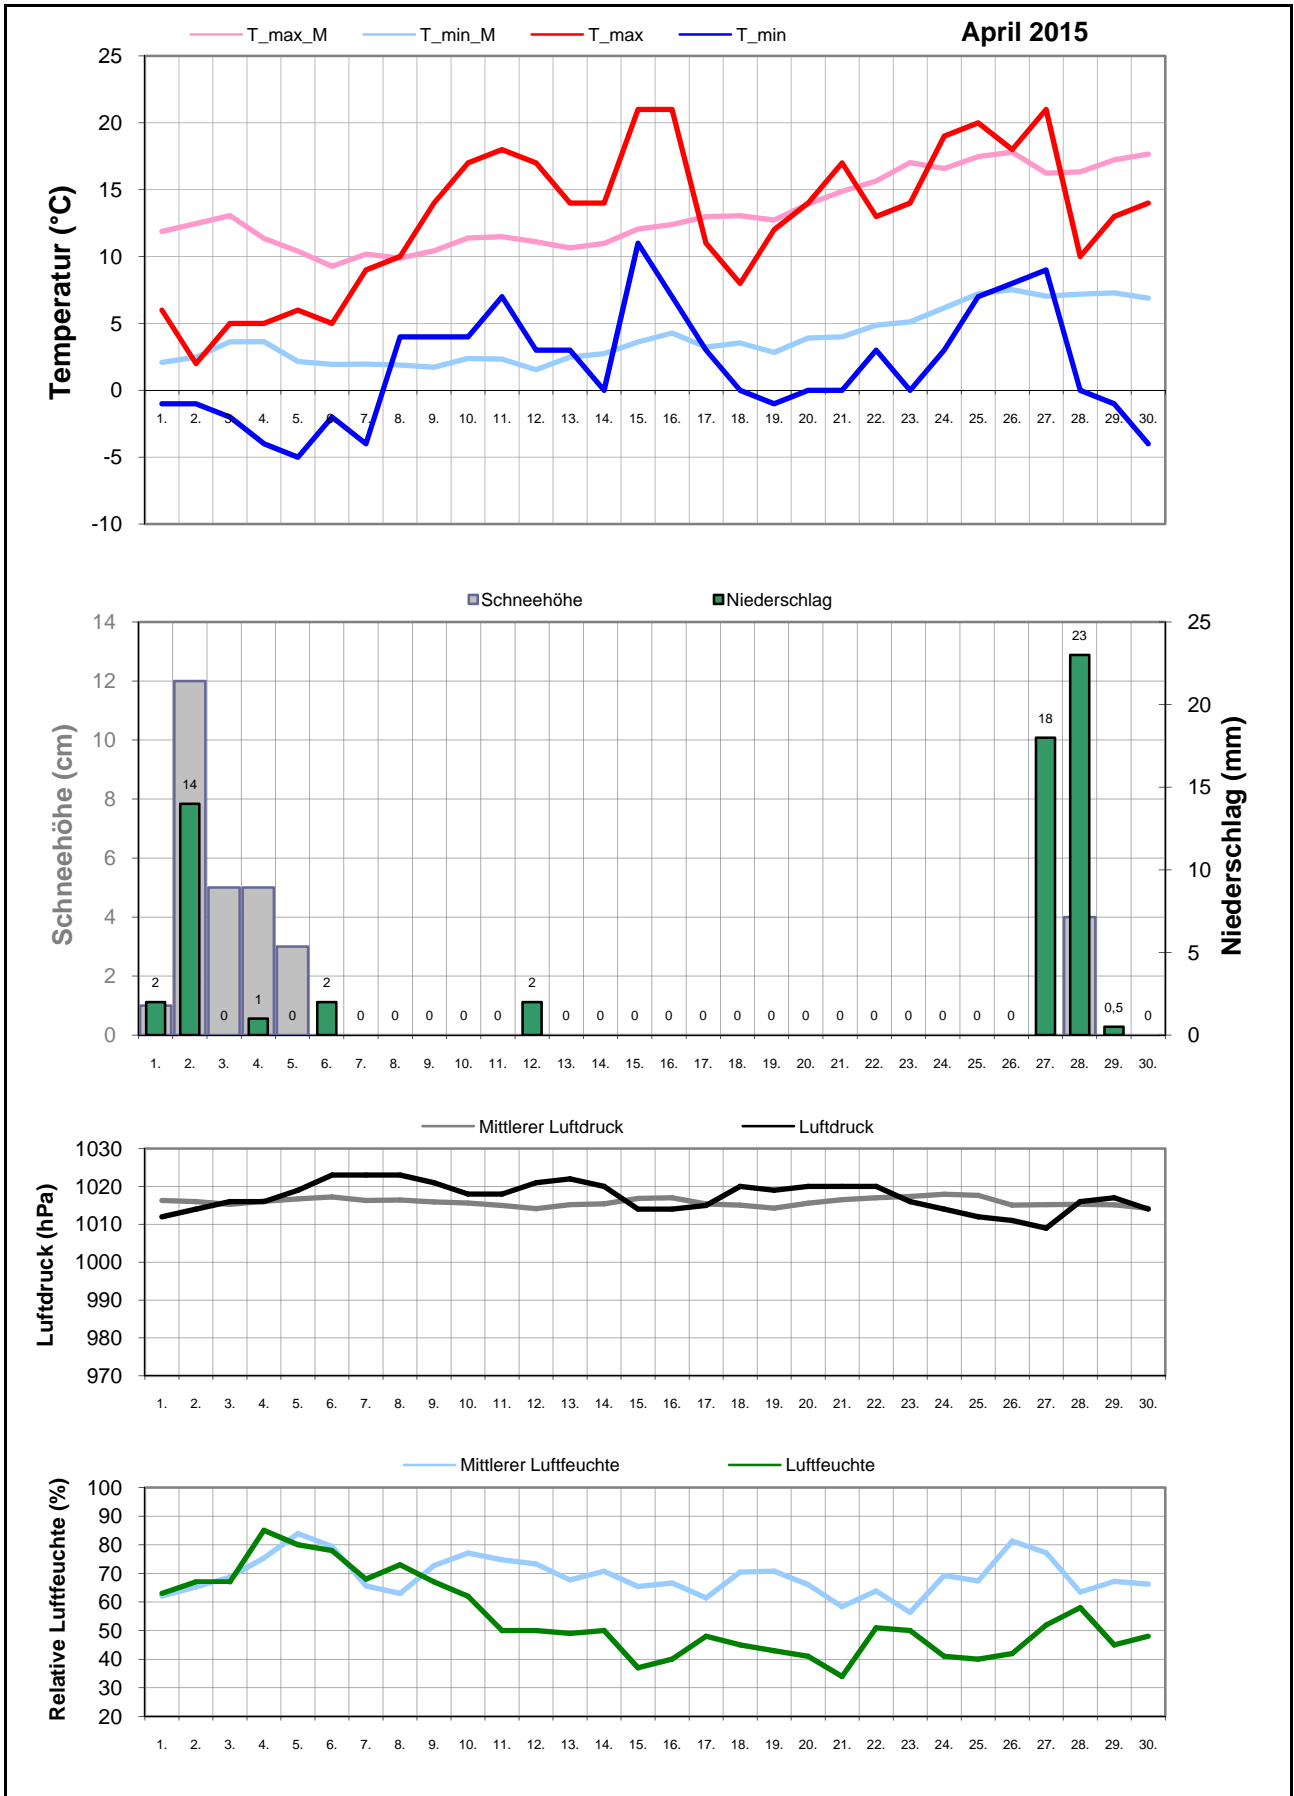 T_max_M T_min_M T_max T_min
April 2015
Temperatur (°C)
25
20
15
10
5
0
-5
-10
1. 2. 3. 4. 5. 6. 7. 8. 9. 10. 11. 12. 13. 14. 15. 16. 17. 18. 19. 20. 21. 22. 23. 24. 25. 26. 27. 28. 29. 30.
Schneehöhe Niederschlag
Schneehöhe (cm)
14
12
10
8
6
4
2
0
2 14 0 1 0 2 0 0 0 0 0 2 0 0 0 0 0 0 0 0 0 0 0 0 0 0 18 23 0,5 0
25
20
15
10
5
0
Niederschlag (mm)
1. 2. 3. 4. 5. 6. 7. 8. 9. 10. 11. 12. 13. 14. 15. 16. 17. 18. 19. 20. 21. 22. 23. 24. 25. 26. 27. 28. 29. 30.
Mittlerer Luftdruck Luftdruck
Luftdruck (hPa)
1030
1020
1010
1000
990
980
970
1. 2. 3. 4. 5. 6. 7. 8. 9. 10. 11. 12. 13. 14. 15. 16. 17. 18. 19. 20. 21. 22. 23. 24. 25. 26. 27. 28. 29. 30.
Mittlerer Luftfeuchte Luftfeuchte
Relative Luftfeuchte (%)
100
90
80
70
60
50
40
30
20
1. 2. 3. 4. 5. 6. 7. 8. 9. 10. 11. 12. 13. 14. 15. 16. 17. 18. 19. 20. 21. 22. 23. 24. 25. 26. 27. 28. 29. 30.